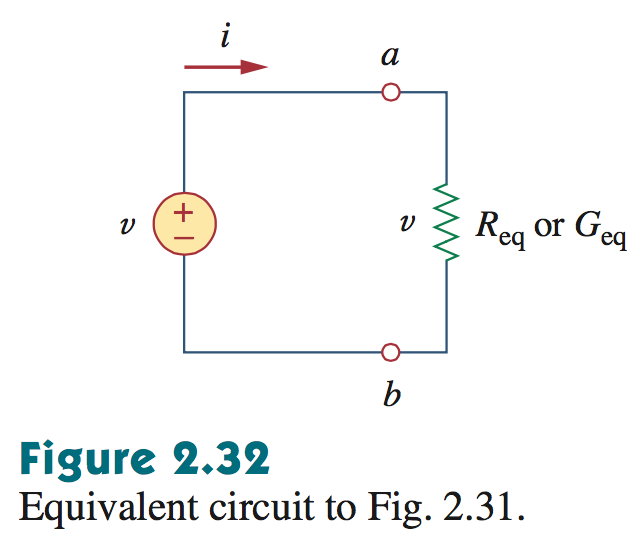 i
a
v
+
−
v
R_eq or G_eq
b
Figure 2.32
Equivalent circuit to Fig. 2.31.